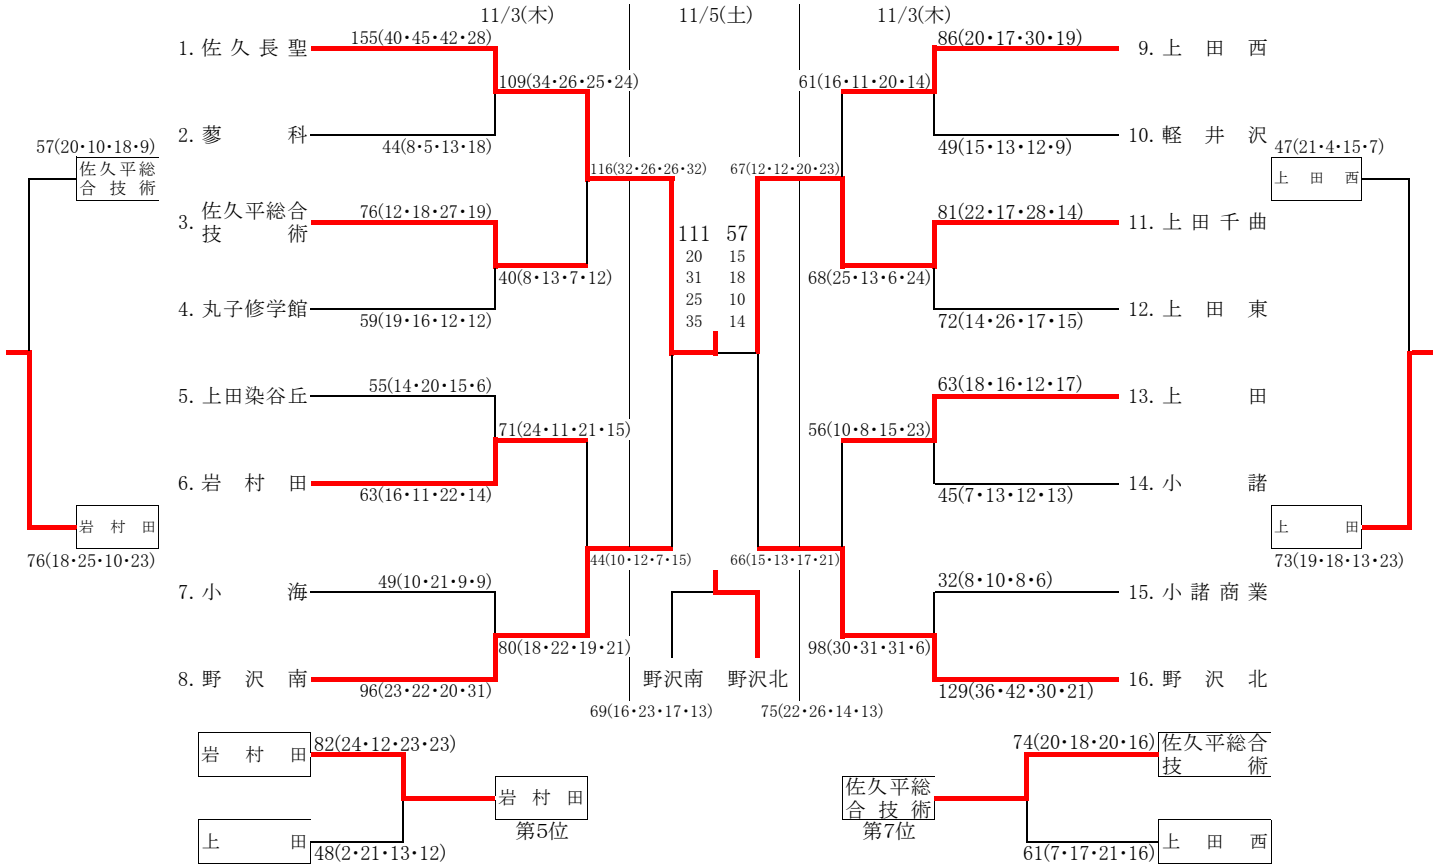 11/3(木)
11/5(土)
11/3(木)
1. 佐久長聖
155(40・45・42・28)
109(34・26・25・24)
2. 蓼科
44(8・5・13・18)
116(32・26・26・32)
3. 佐久平総合
技術
76(12・18・27・19)
40(8・13・7・12)
4. 丸子修学館
59(19・16・12・12)
5. 上田染谷丘
55(14・20・15・6)
71(24・11・21・15)
6. 岩村田
63(16・11・22・14)
44(10・12・7・15)
7. 小海
49(10・21・9・9)
80(18・22・19・21)
8. 野沢南
96(23・22・20・31)
57(20・10・18・9)
佐久平総
合技術
岩村田
76(18・25・10・23)
111 57
20 15
31 18
25 10
35 14
野沢南 野沢北
69(16・23・17・13)
75(22・26・14・13)
86(20・17・30・19)
9. 上田西
61(16・11・20・14)
49(15・13・12・9)
10. 軽井沢
67(12・12・20・23)
81(22・17・28・14)
11. 上田千曲
68(25・13・6・24)
72(14・26・17・15)
12. 上田東
63(18・16・12・17)
13. 上田
56(10・8・15・23)
45(7・13・12・13)
14. 小諸
66(15・13・17・21)
32(8・10・8・6)
15. 小諸商業
98(30・31・31・6)
129(36・42・30・21)
16. 野沢北
47(21・4・15・7)
上田西
上田
73(19・18・13・23)
岩村田
82(24・12・23・23)
岩村田
第5位
上田
48(2・21・13・12)
74(20・18・20・16)
佐久平総合
技術
佐久平総
合技術
第7位
61(7・17・21・16)
上田西